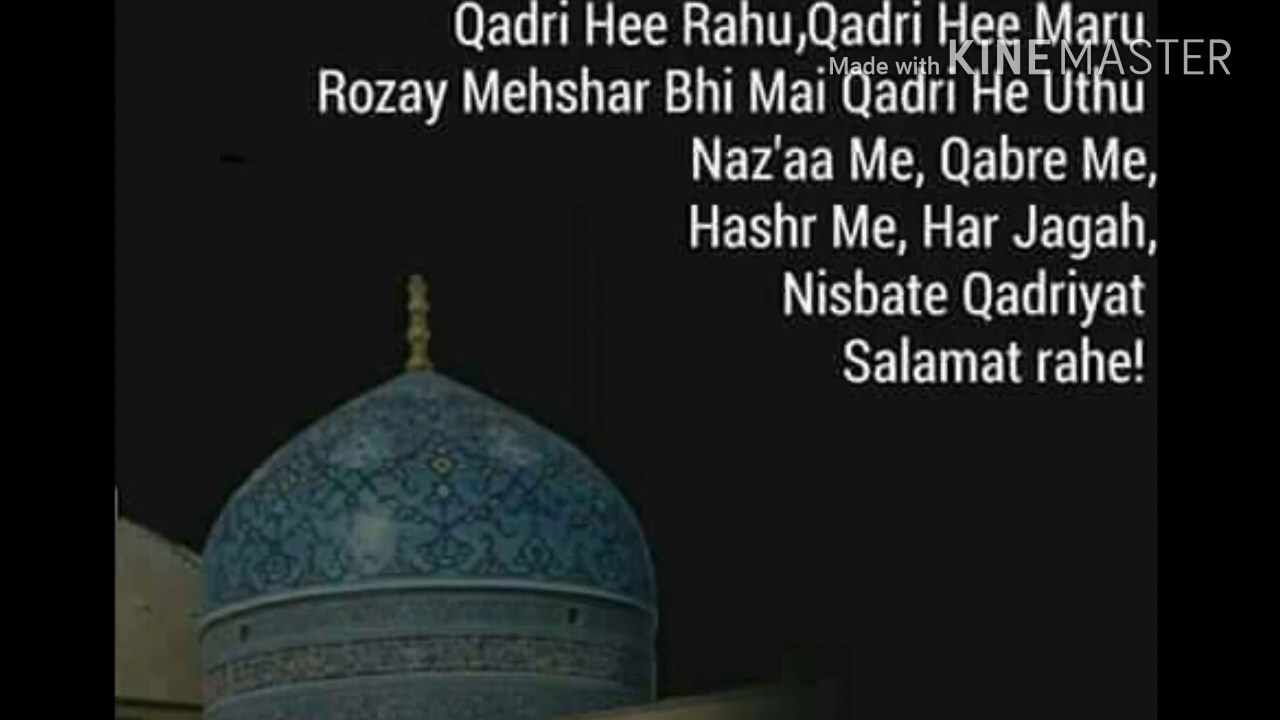 Qadri Hee Rahu,Qadri Hee Maru
Made with KINEMASTER
Rozay Mehshar Bhi Mai Qadri He Uthu
Naz'aa Me, Qabre Me,
Hashr Me, Har Jagah,
Nisbate Qadriyat
Salamat rahe!